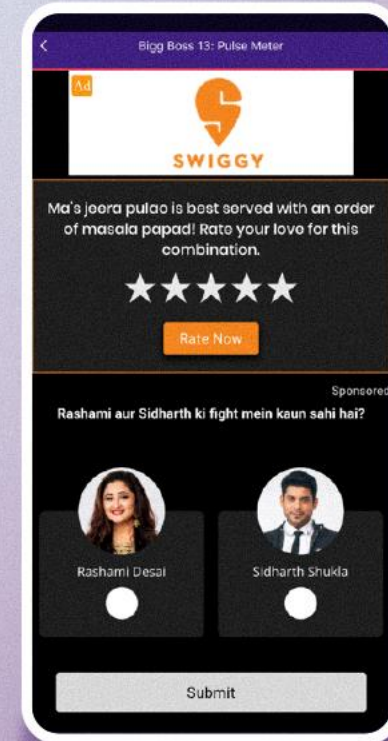 Bigg Boss 13: Pulse Meter
Ad
SWIGGY
Ma's jeera pulao is best served with an order
of masala papad! Rate your love for this
combination.
Rate Now
Sponsored
Rashami aur Sidharth ki fight mein kaun sahi hai?
Rashami Desai
Sidharth Shukla
Submit